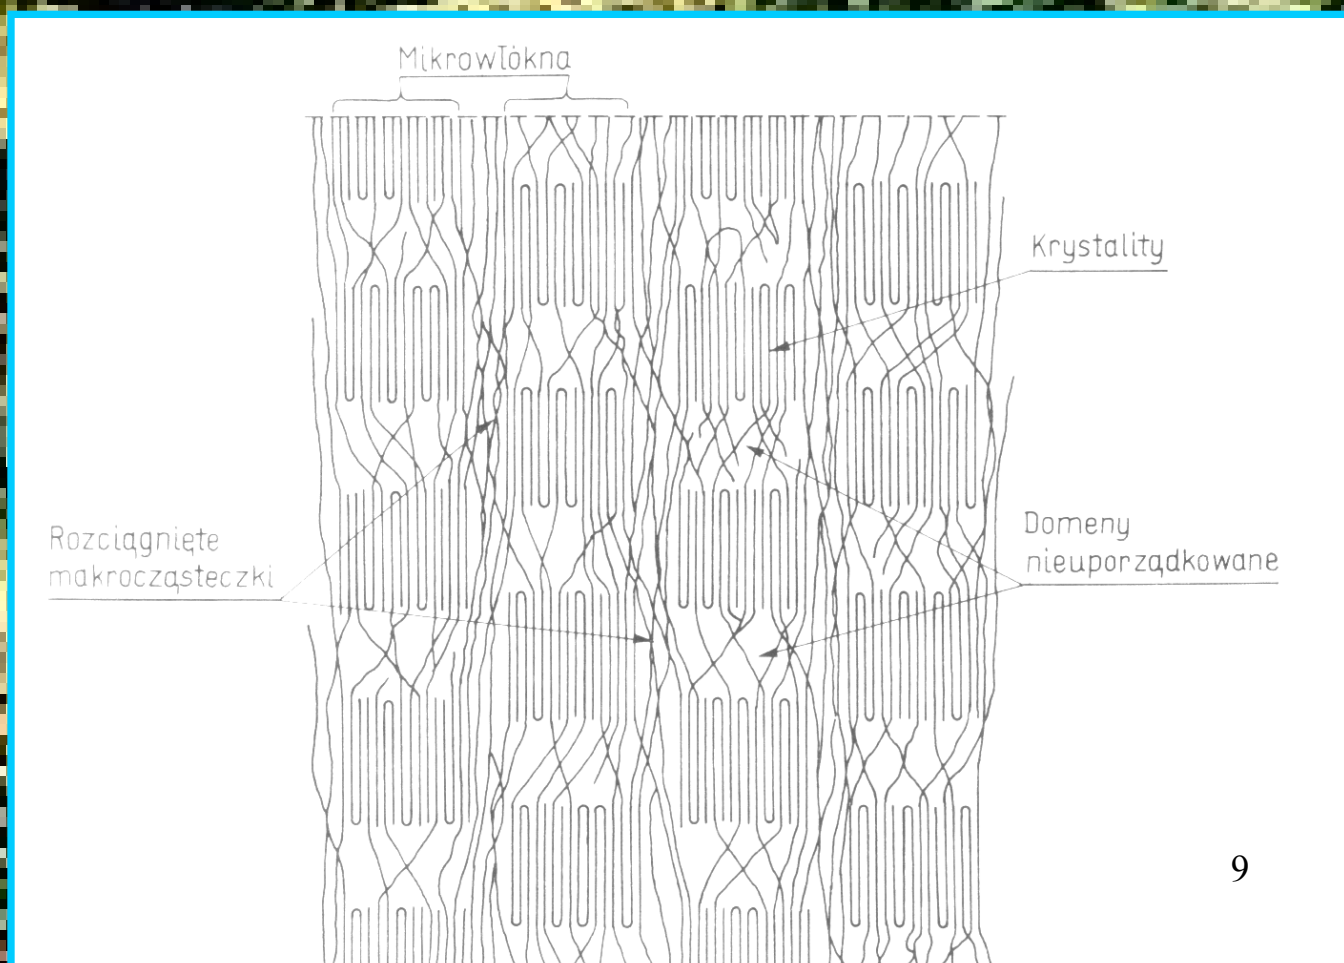 Mikrowłókna
Krystality
Rozciągnięte
makrocząsteczki
Domeny
nieuporządkowane
9